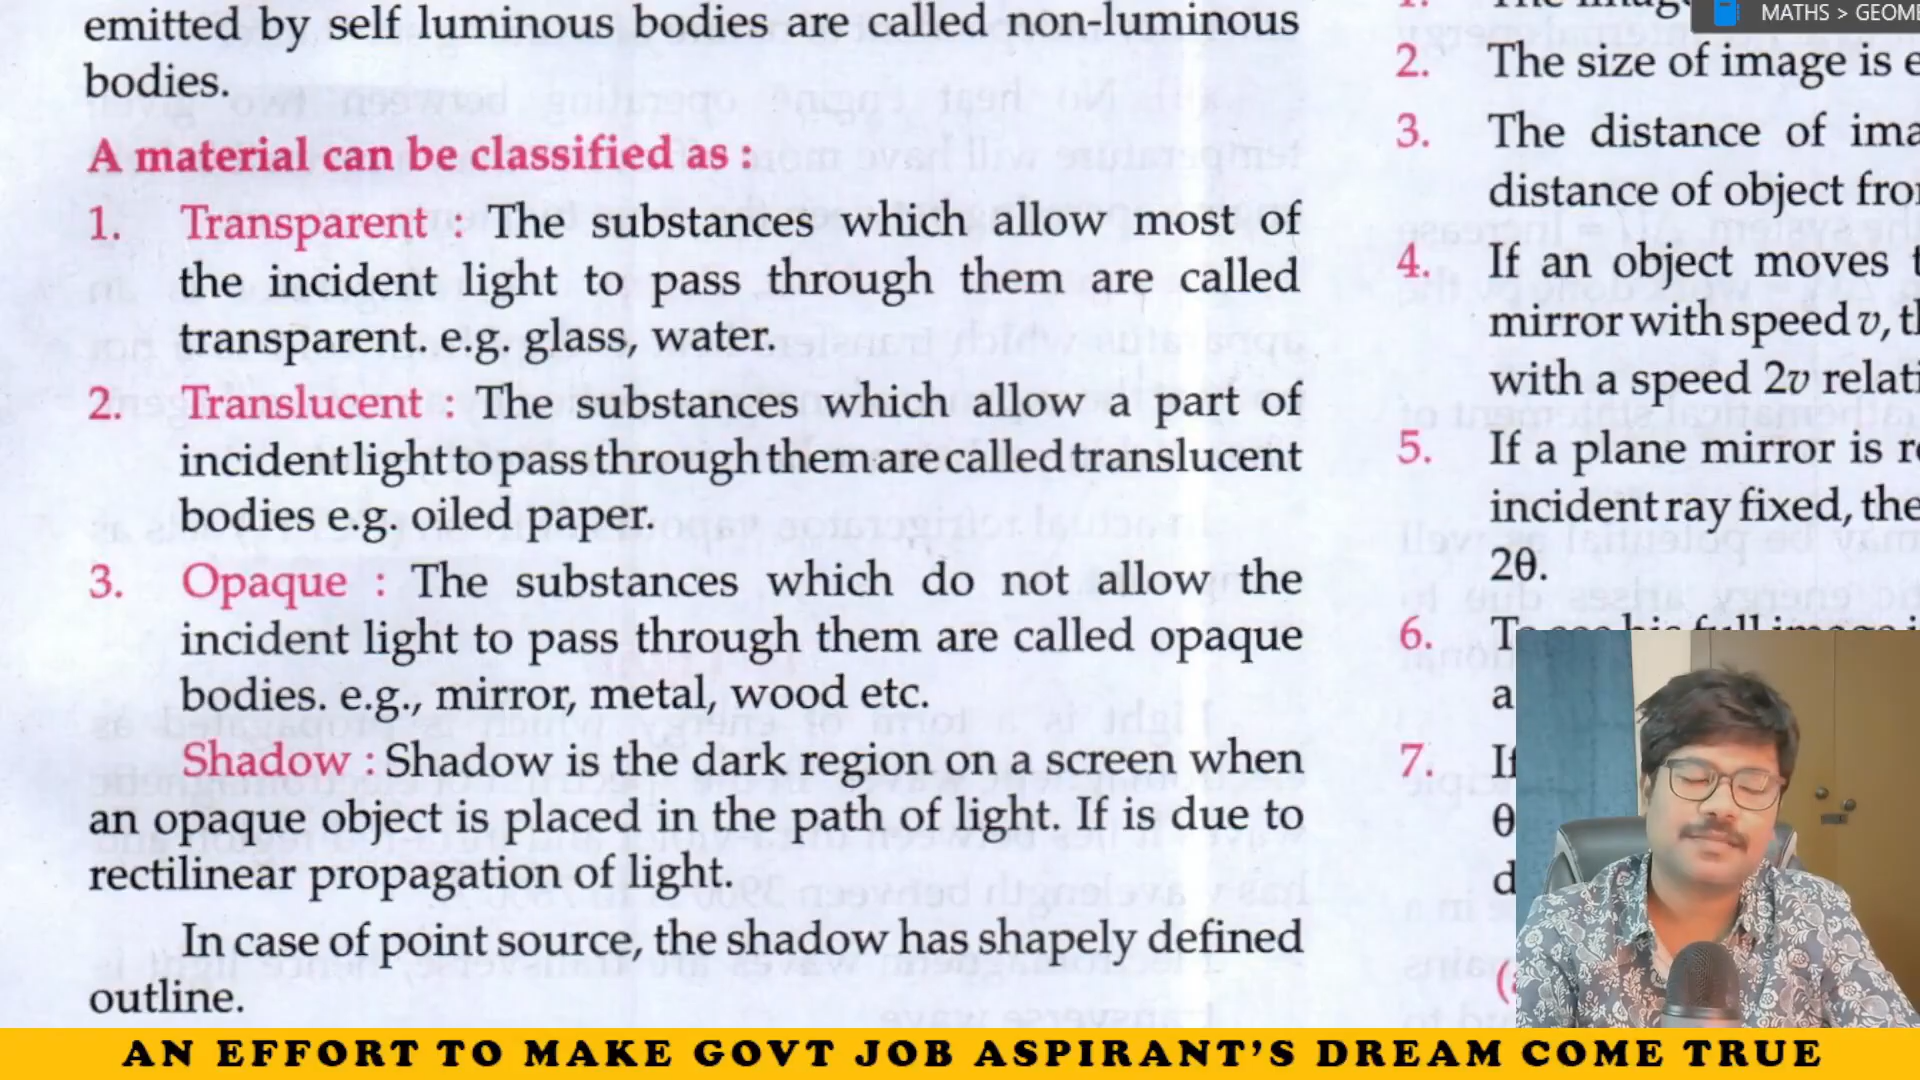 emitted by self luminous bodies are called non-luminous
bodies.
A material can be classified as :
1. Transparent : The substances which allow most of
the incident light to pass through them are called
transparent. e.g. glass, water.
2. Translucent : The substances which allow a part of
incident light to pass through them are called translucent
bodies e.g. oiled paper.
3. Opaque : The substances which do not allow the
incident light to pass through them are called opaque
bodies. e.g., mirror, metal, wood etc.
Shadow : Shadow is the dark region on a screen when
an opaque object is placed in the path of light. If is due to
rectilinear propagation of light.
In case of point source, the shadow has shapely defined
outline.
MATHS > GEOM
2. The size of image is e
3. The distance of ima
distance of object fro
4. If an object moves t
mirror with speed v, th
with a speed 2v relati
5. If a plane mirror is r
incident ray fixed, the
2θ.
6.
a
7. If
θ
d
AN EFFORT TO MAKE GOVT JOB ASPIRANT'S DREAM COME TRUE